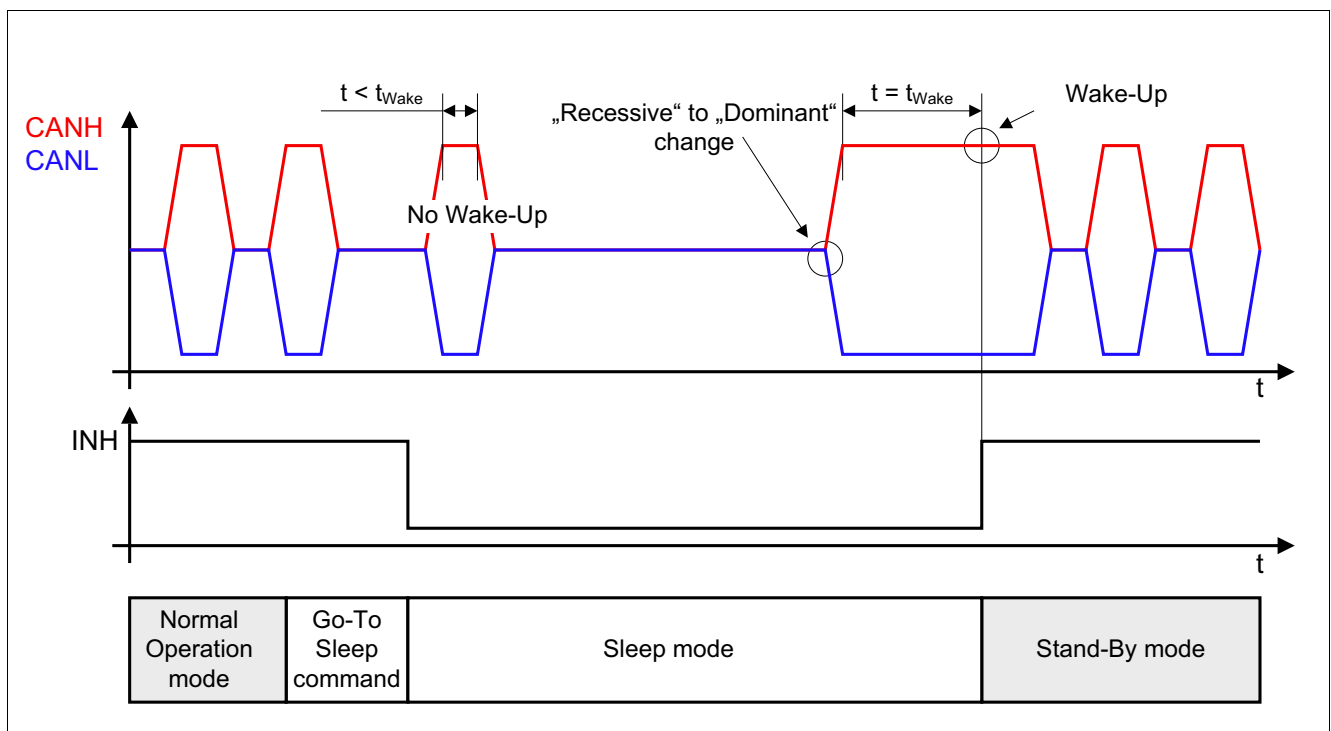 t < tWake
„Recessive“ to „Dominant“
change
t = tWake
Wake-Up
CANH
CANL
No Wake-Up
t
INH
t
Normal
Operation
mode
Go-To
Sleep
command
Sleep mode
Stand-By mode